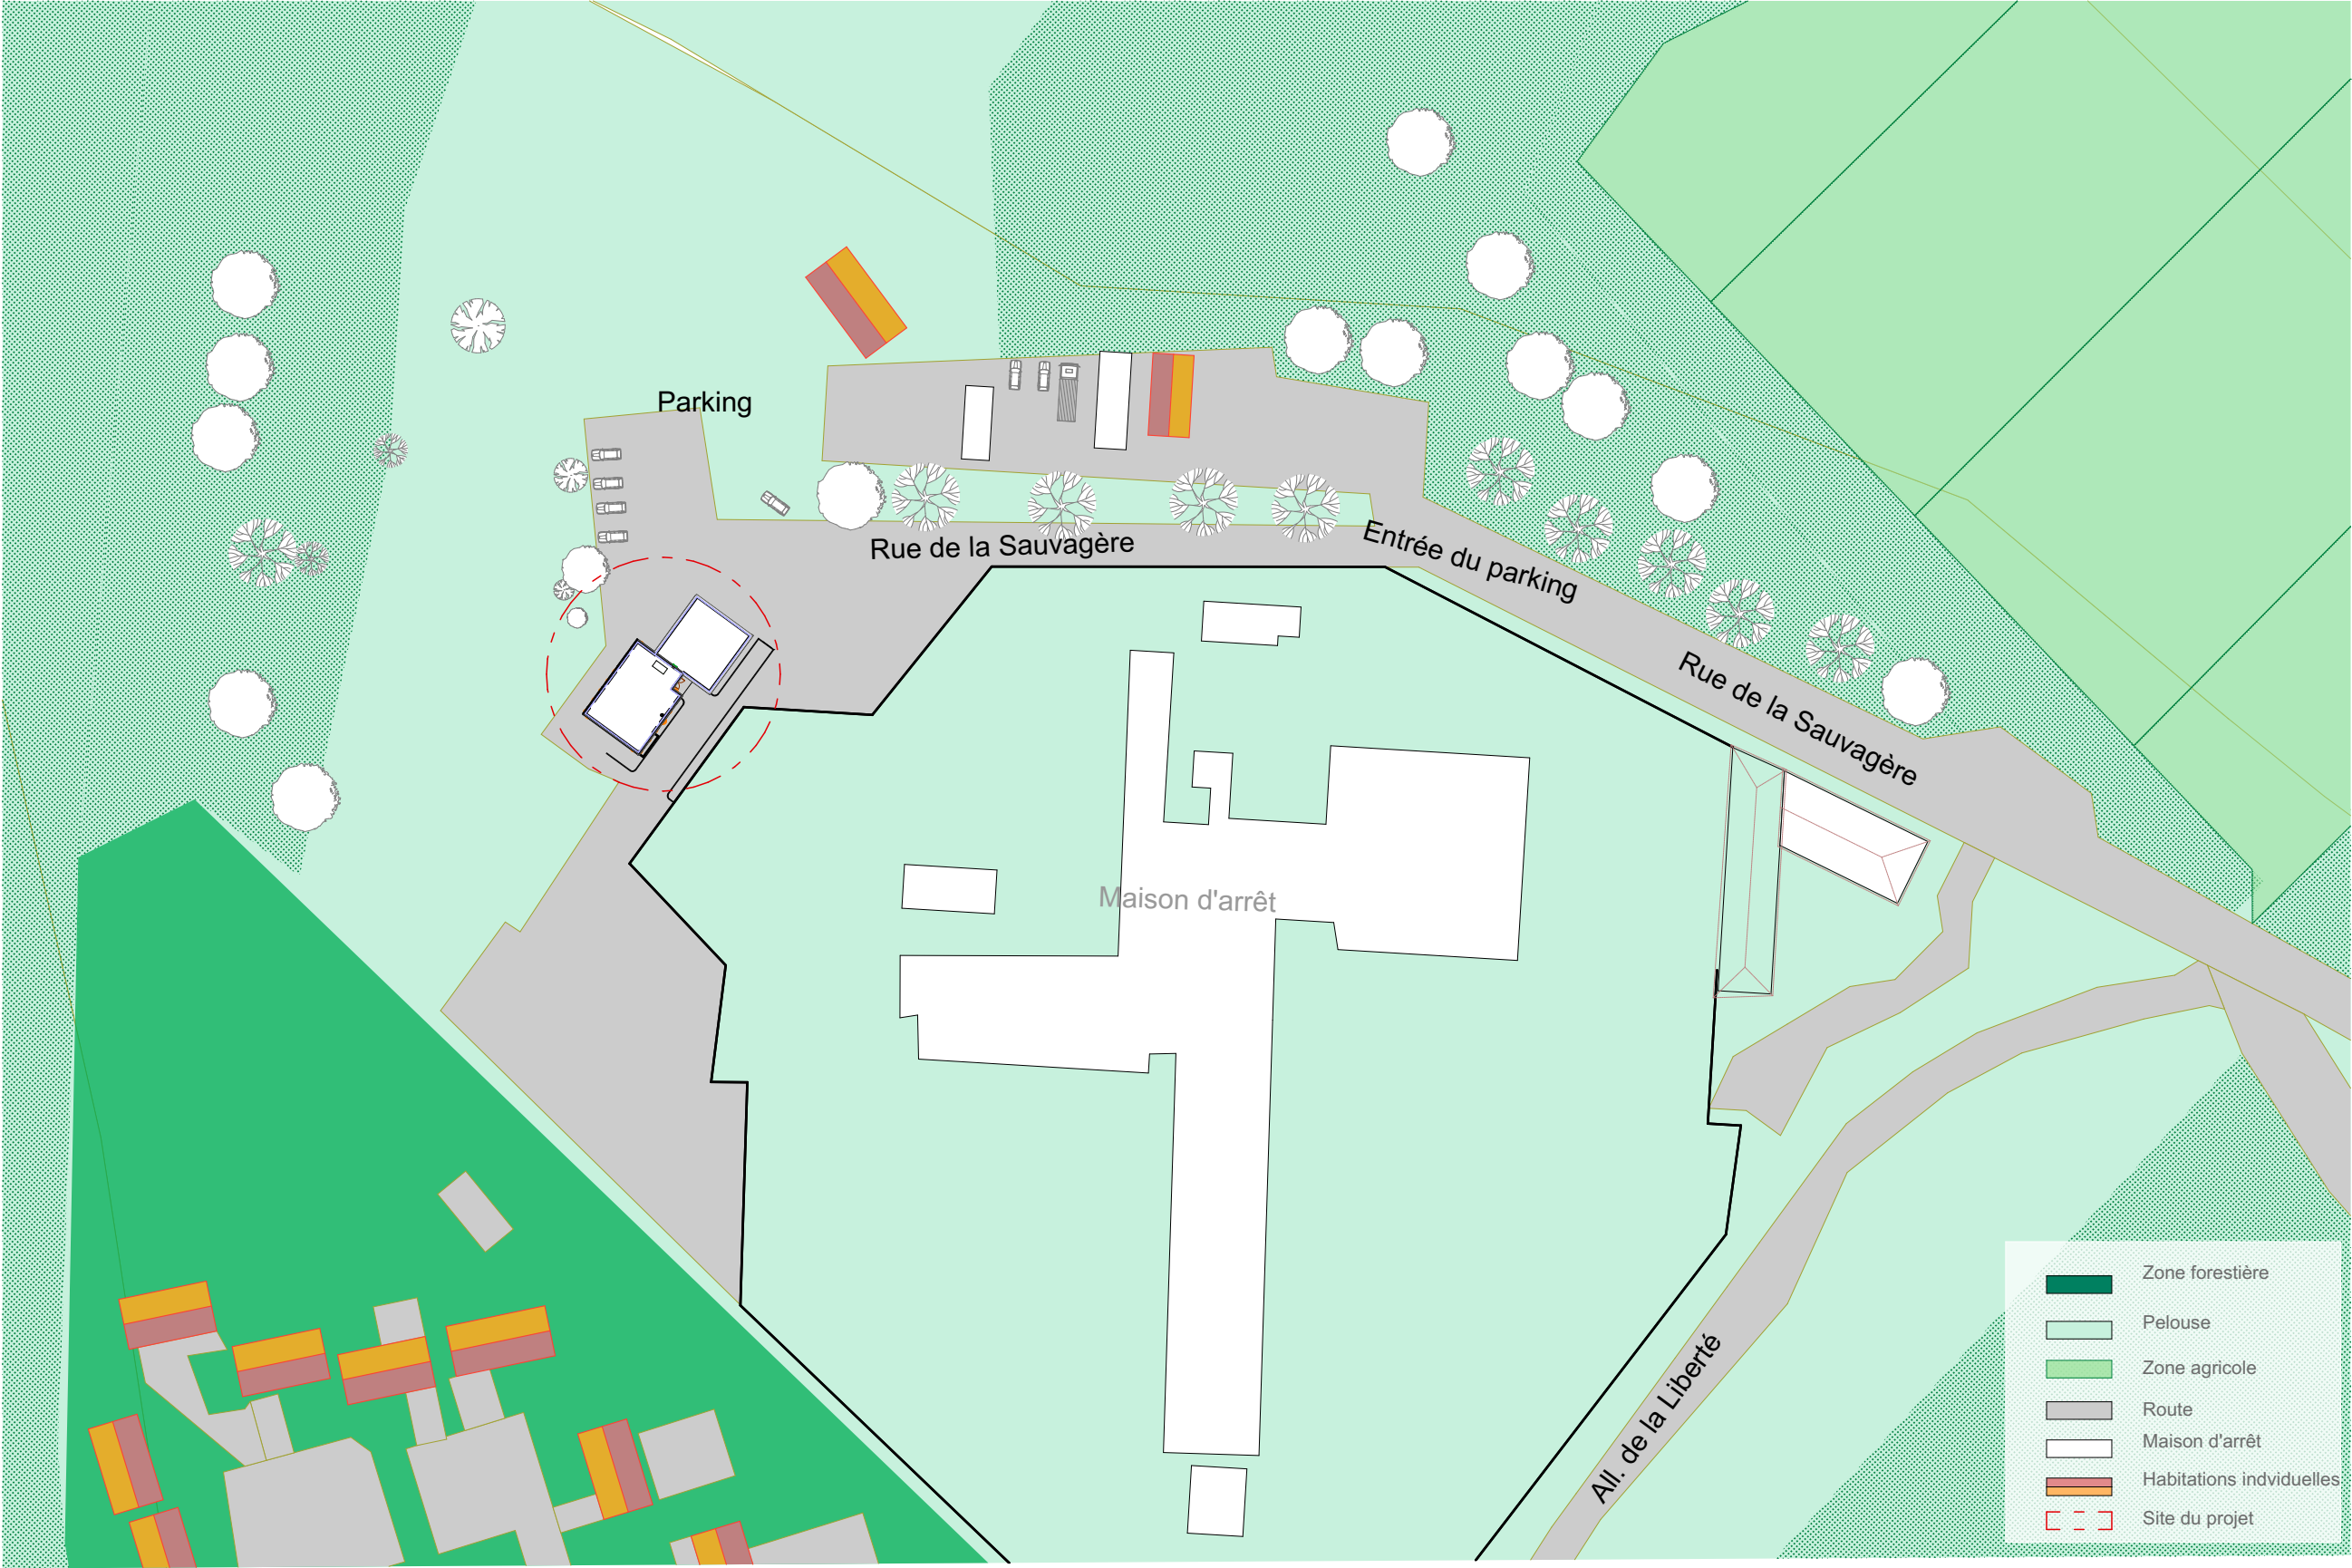 Parking
Rue de la Sauvagère
Entrée du parking
Rue de la Sauvagère
Maison d'arrêt
All. de la Liberté
Zone forestière
Pelouse
Zone agricole
Route
Maison d'arrêt
Habitations indviduelles
Site du projet